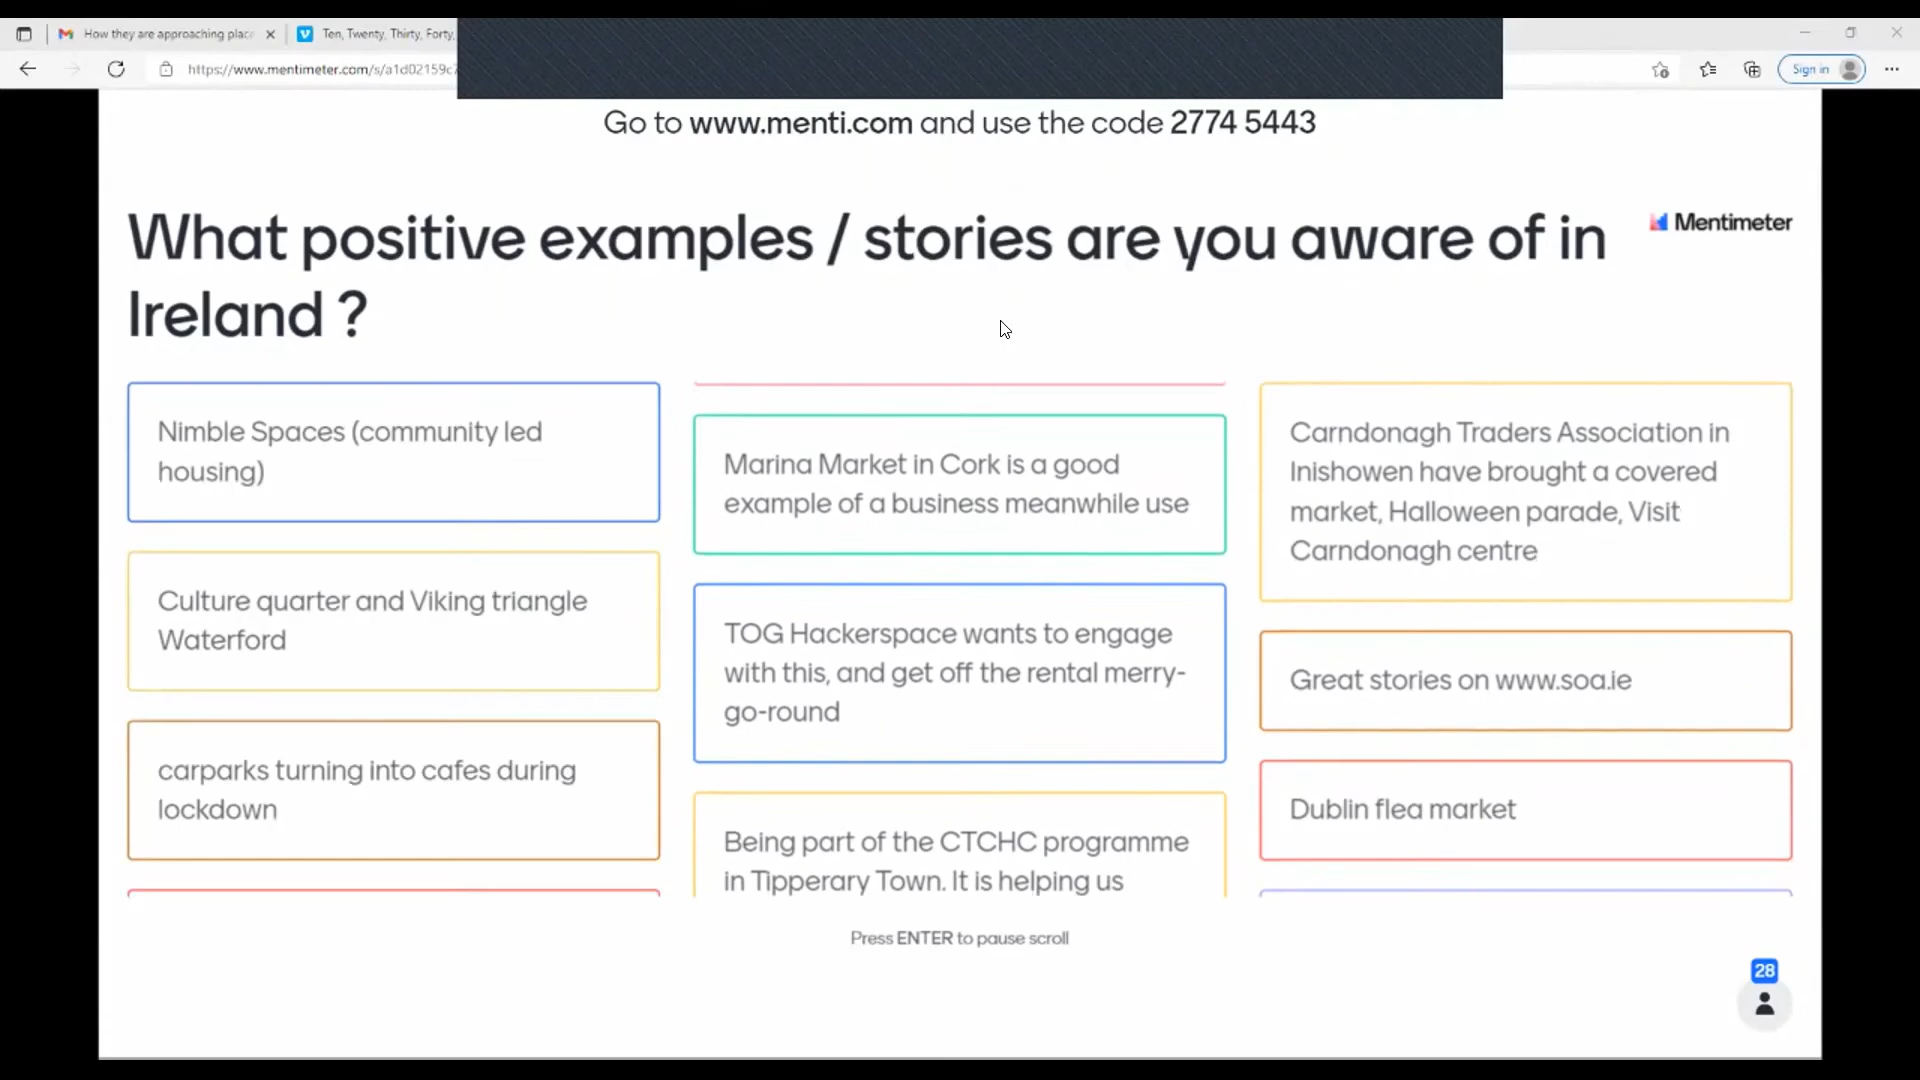 How they are approaching plac
Ten, Twenty, Thirty, Forty,
https://www.mentimeter.com/s/a1d02159c7
Sign in
Go to www.menti.com and use the code 2774 5443
What positive examples / stories are you aware of in
Ireland ?
Mentimeter
Nimble Spaces (community led
housing)
Culture quarter and Viking triangle
Waterford
carparks turning into cafes during
lockdown
Marina Market in Cork is a good
example of a business meanwhile use
TOG Hackerspace wants to engage
with this, and get off the rental merry-
go-round
Being part of the CTCHC programme
in Tipperary Town. It is helping us
Carndonagh Traders Association in
Inishowen have brought a covered
market, Halloween parade, Visit
Carndonagh centre
Great stories on www.soa.ie
Dublin flea market
Press ENTER to pause scroll
28